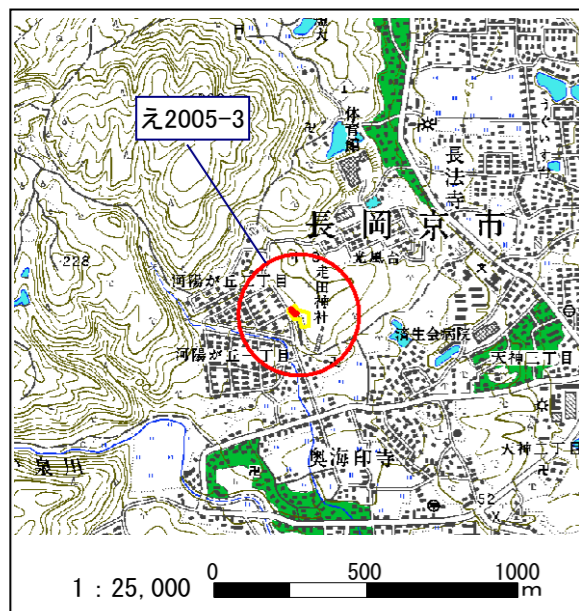 え2005-3
体育館
長法寺
長岡京市
光風台
走田神社
228
河陽が丘二丁目
河陽が丘一丁目
済生会病院
天神二丁目
奥海印寺
天神二丁目
泉川
52
1：25,000
0
500
1000
m